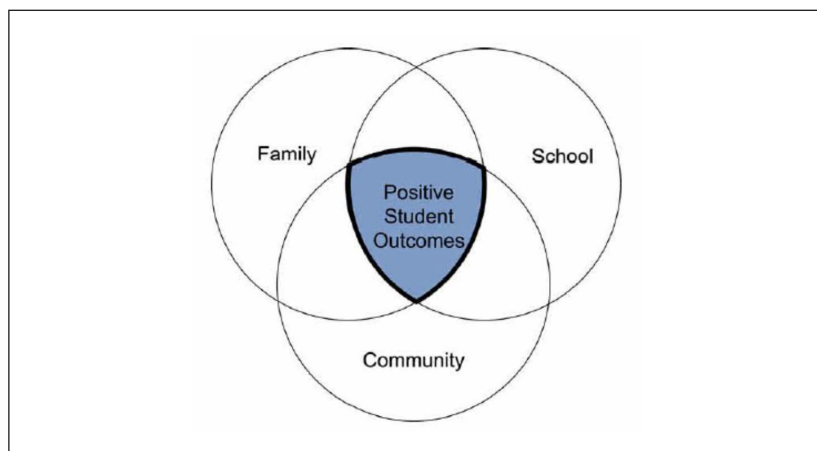 Family
School
Positive
Student
Outcomes
Community